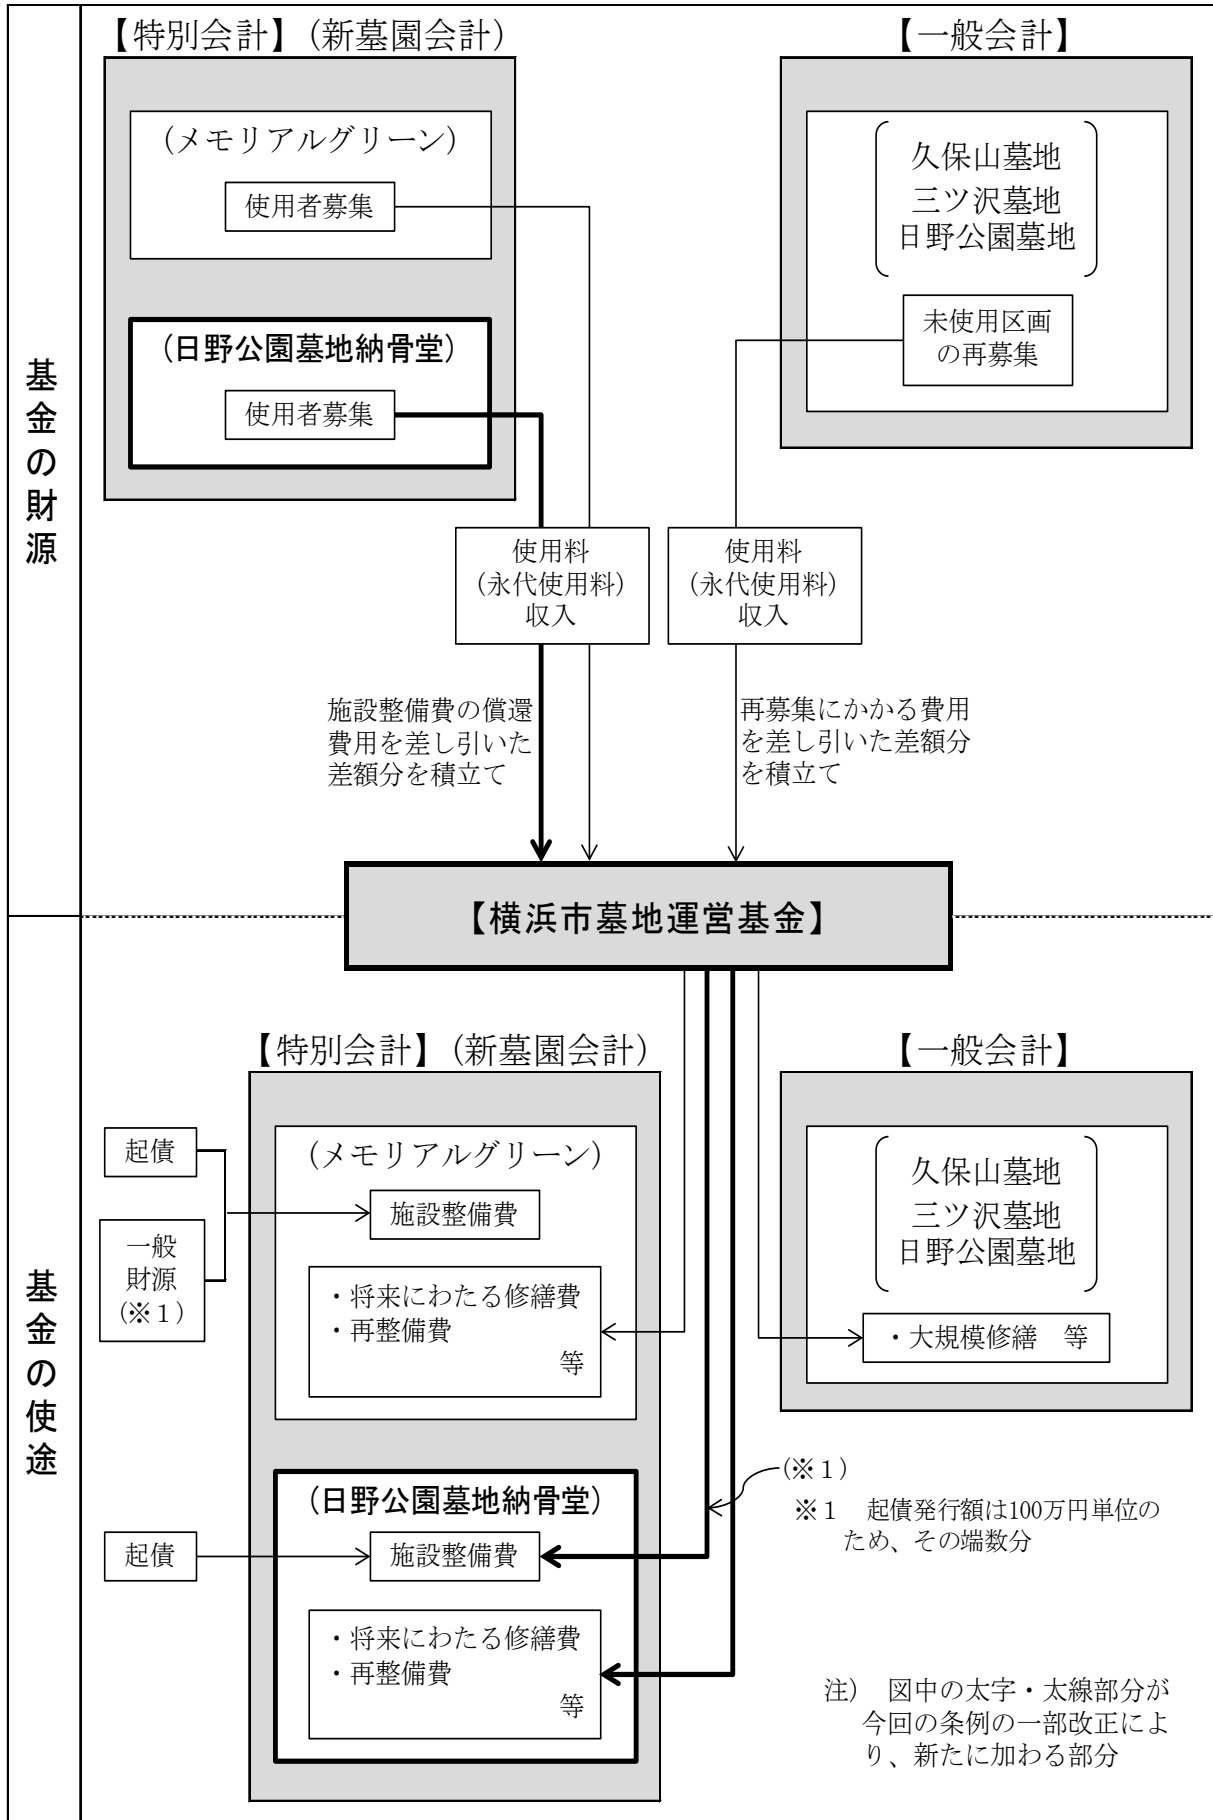 基金の財源
【特別会計】（新墓園会計）
（メモリアルグリーン）
使用者募集
（日野公園墓地納骨堂）
使用者募集
【一般会計】
久保山墓地
三ツ沢墓地
日野公園墓地
未使用区画
の再募集
使用料
（永代使用料）
収入
使用料
（永代使用料）
収入
施設整備費の償還
費用を差し引いた
差額分を積立て
再募集にかかる費用
を差し引いた差額分
を積立て
【横浜市墓地運営基金】
基金の使途
【特別会計】（新墓園会計）
起債
一般
財源
（※１）
（メモリアルグリーン）
施設整備費
・将来にわたる修繕費
・再整備費
等
起債
（日野公園墓地納骨堂）
施設整備費
・将来にわたる修繕費
・再整備費
等
【一般会計】
久保山墓地
三ツ沢墓地
日野公園墓地
・大規模修繕　等
（※１）
※１　起債発行額は100万円単位の
ため、その端数分
注）　図中の太字・太線部分が
今回の条例の一部改正によ
り、新たに加わる部分